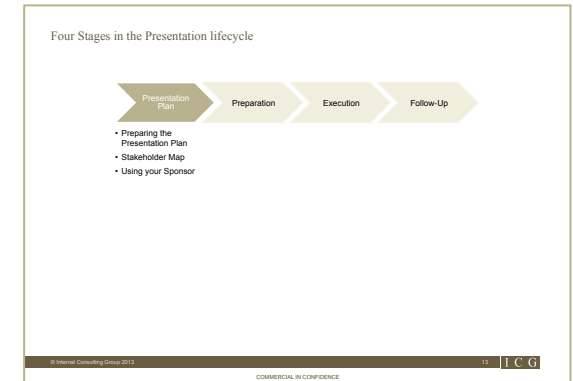 Four Stages in the Presentation lifecycle
Presentation
Plan
Preparation
Execution
Follow-Up
• Preparing the
Presentation Plan
• Stakeholder Map
• Using your Sponsor
© Internal Consulting Group 2013
13
I C G
COMMERCIAL IN CONFIDENCE